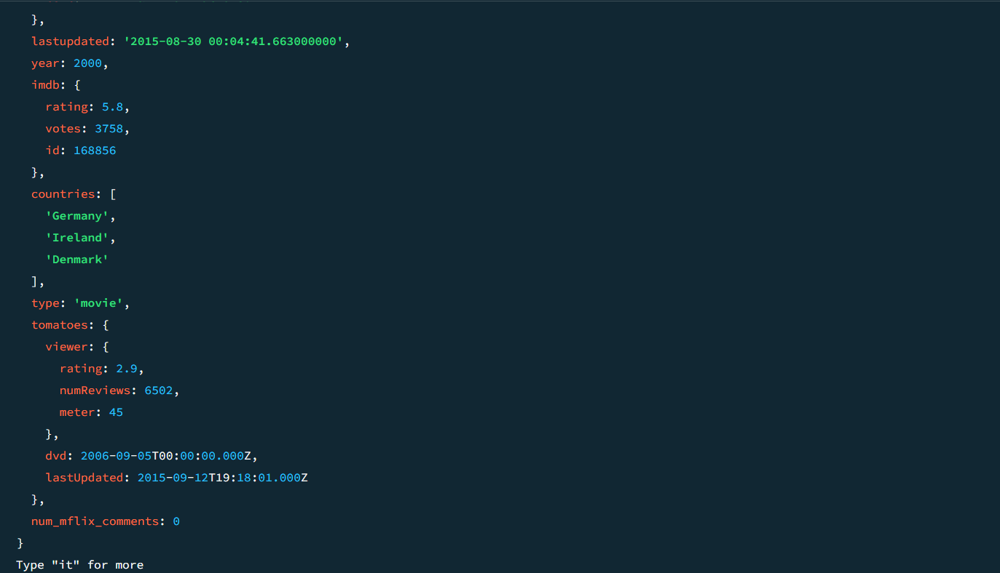 },
lastupdated: '2015-08-30 00:04:41.663000000',
year: 2000,
imdb: {
rating: 5.8,
votes: 3758,
id: 168856
},
countries: [
'Germany',
'Ireland',
'Denmark'
],
type: 'movie',
tomatoes: {
viewer: {
rating: 2.9,
numReviews: 6502,
meter: 45
},
dvd: 2006-09-05T00:00:00.000Z,
lastUpdated: 2015-09-12T19:18:01.000Z
},
num_mflix_comments: 0
}
Type "it" for more